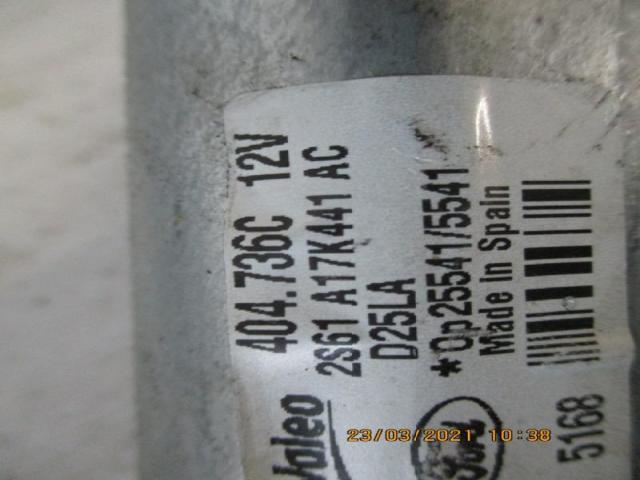 Valeo 404.736C 12V
2S61 A17K441 AC
D25LA
Ford *Op25541/5541
Made In Spain
5168
23/03/2021 10:38